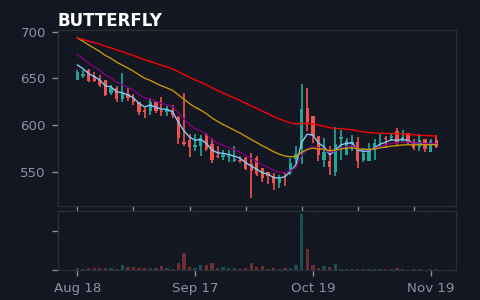 BUTTERFLY
700
650
600
550
Aug 18
Sep 17
Oct 19
Nov 19